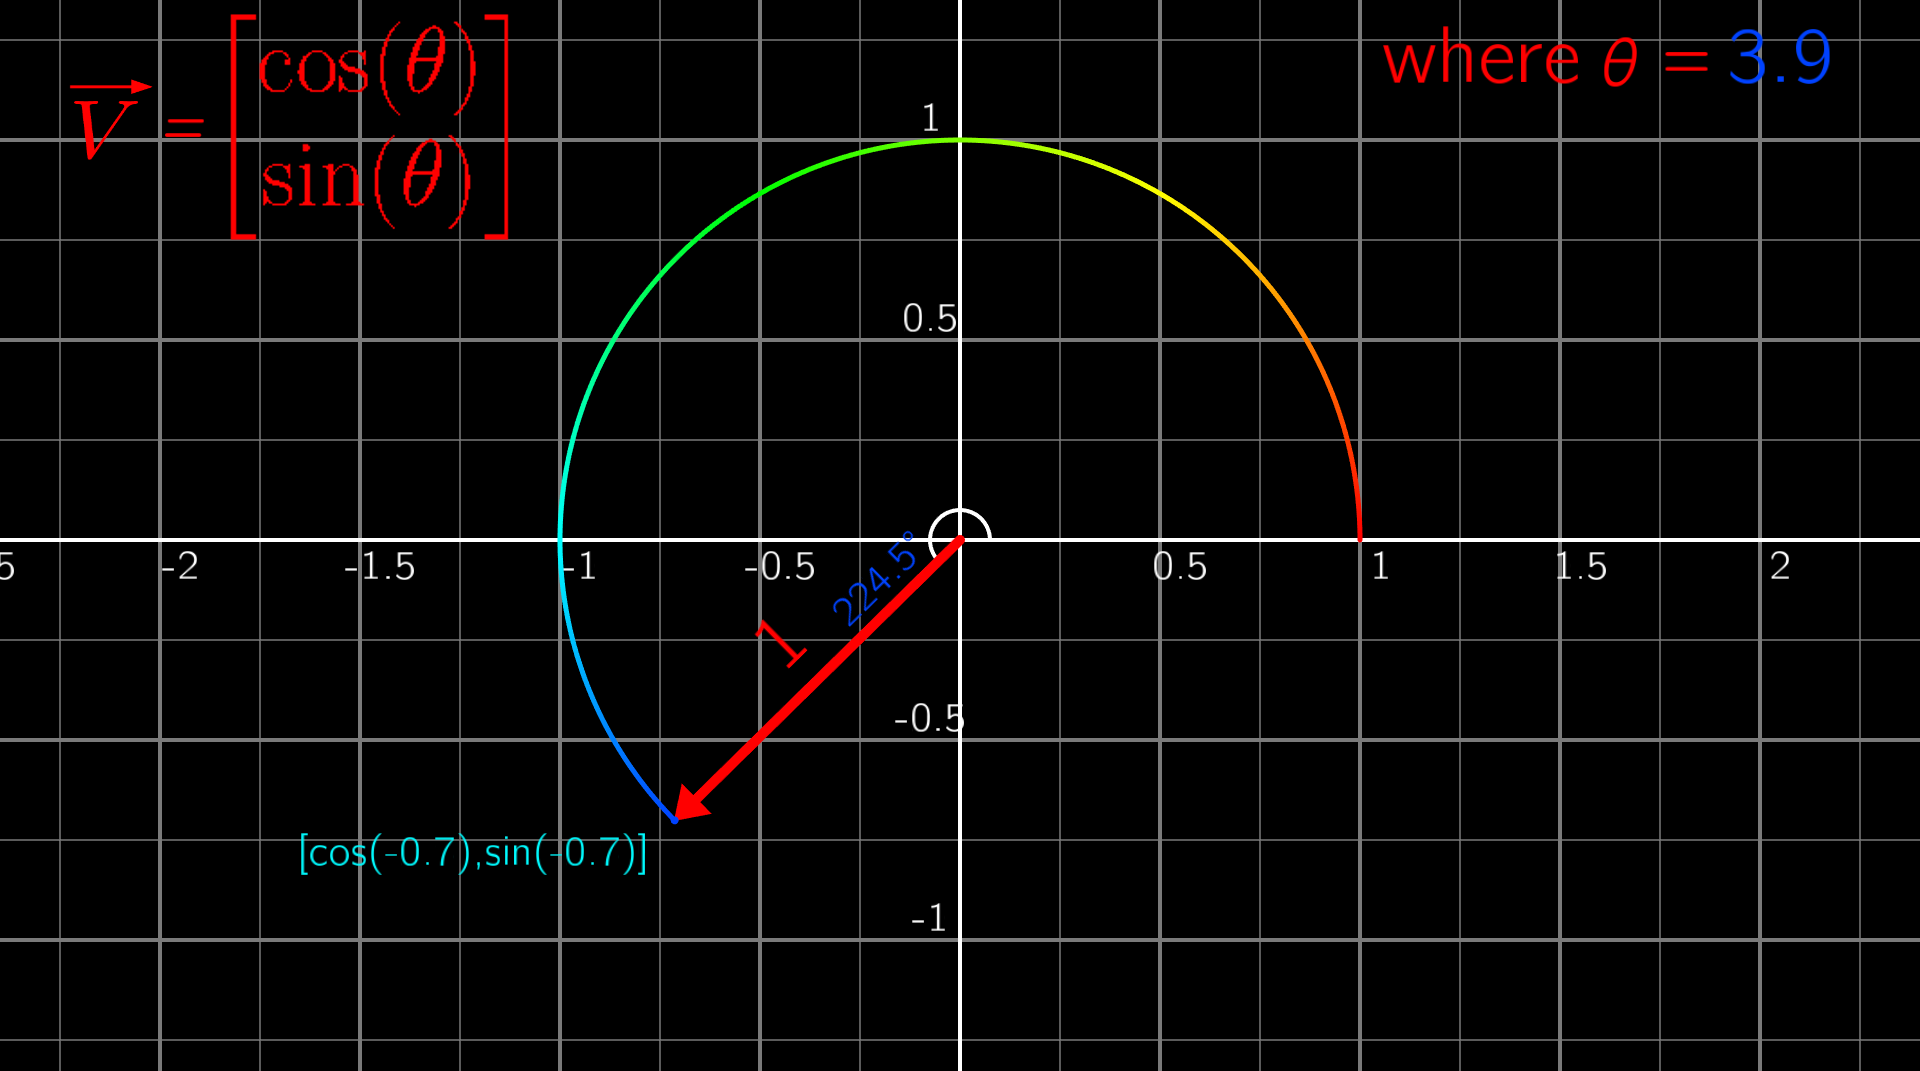 V = [cos(θ)
sin(θ)]
where θ = 3.9
1
0.5
5 -2 -1.5 -1 -0.5 0.5 1 1.5 2
224.5°
1
-0.5
[cos(-0.7),sin(-0.7)]
-1